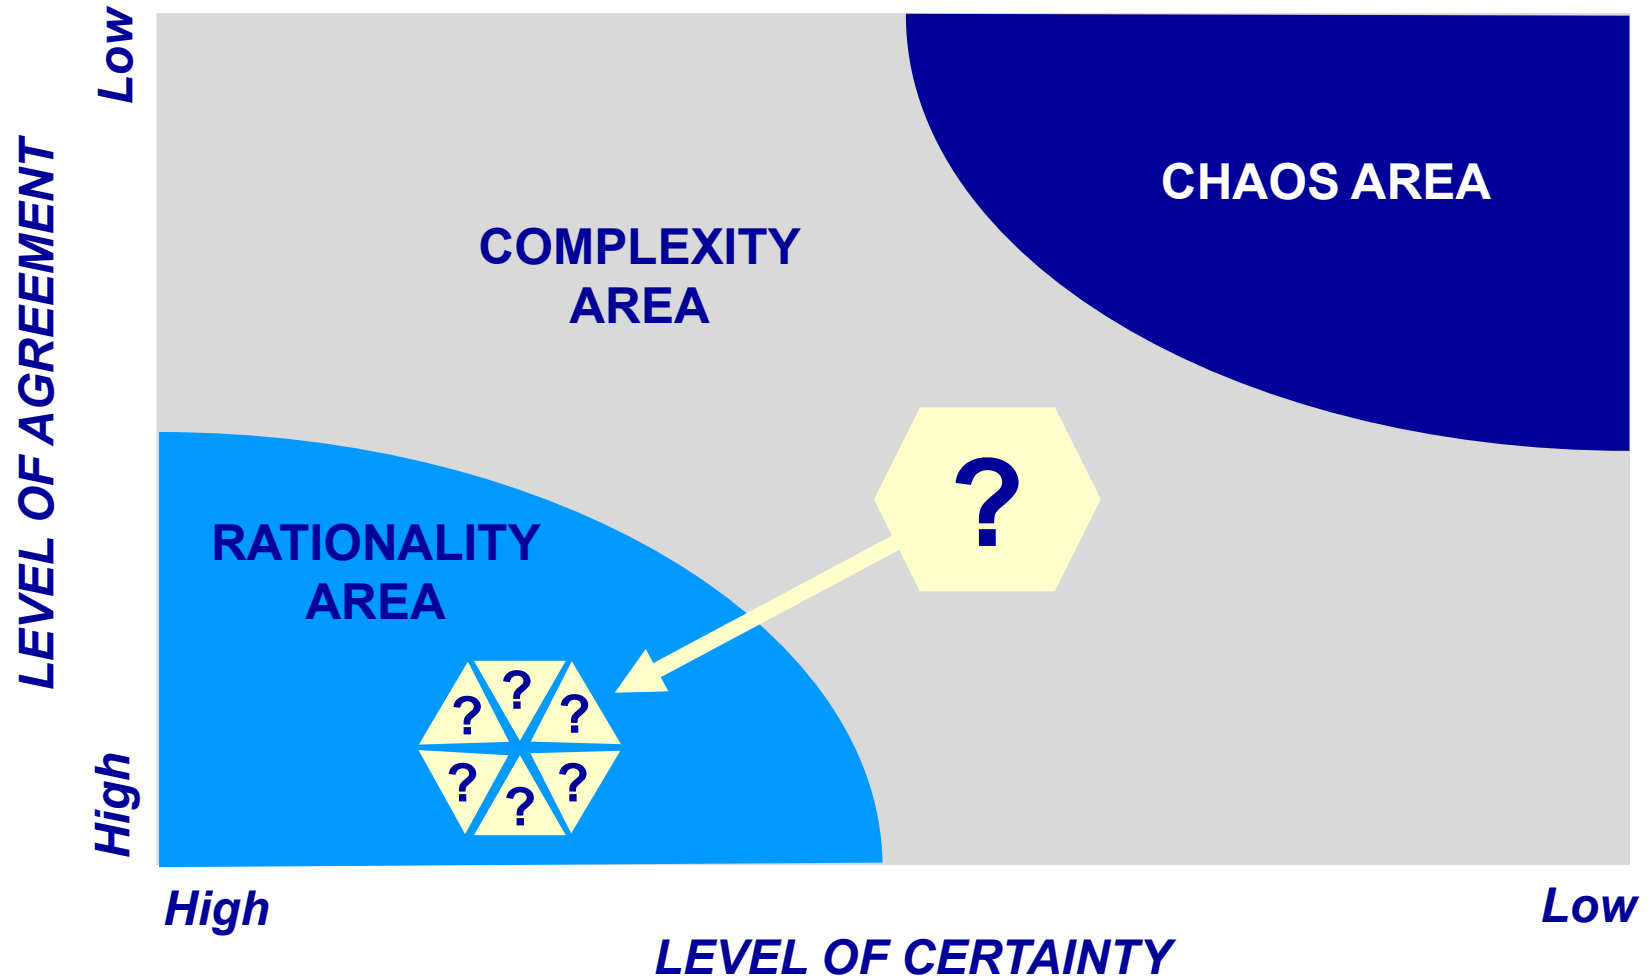 Low
LEVEL OF AGREEMENT
High
CHAOS AREA
COMPLEXITY
AREA
?
RATIONALITY
AREA
?
?
?
?
?
?
High
Low
LEVEL OF CERTAINTY